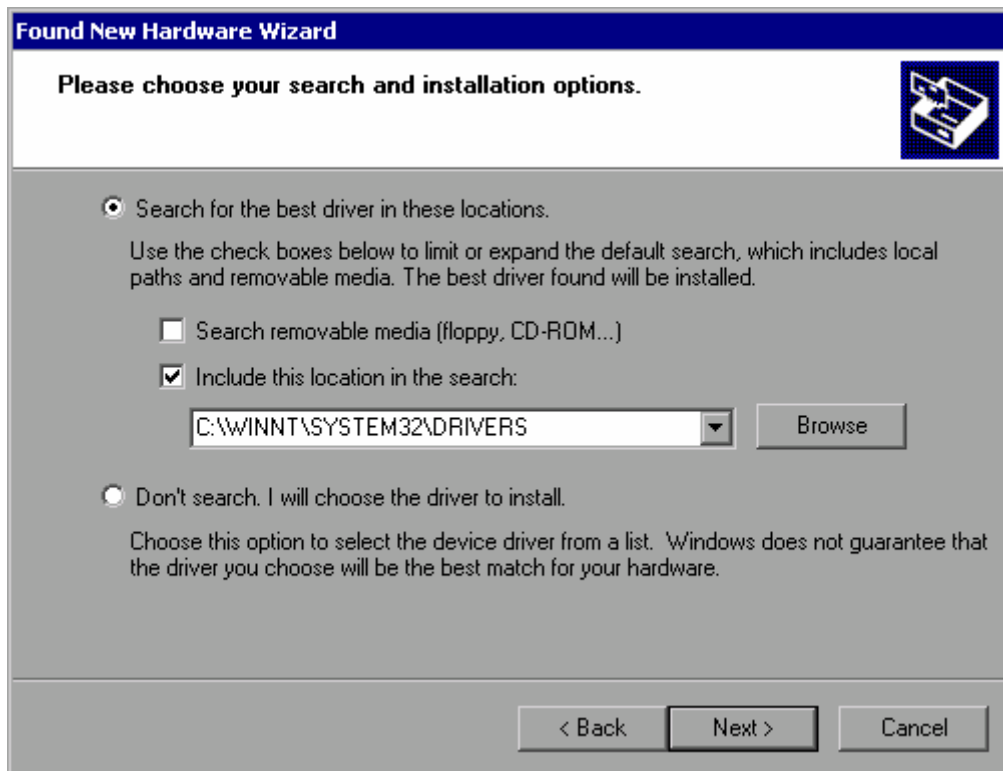 Found New Hardware Wizard
Please choose your search and installation options.
Search for the best driver in these locations.
Use the check boxes below to limit or expand the default search, which includes local
paths and removable media. The best driver found will be installed.
Search removable media (floppy, CD-ROM...)
Include this location in the search:
C:\WINNT\SYSTEM32\DRIVERS
Browse
Don't search. I will choose the driver to install.
Choose this option to select the device driver from a list.  Windows does not guarantee that
the driver you choose will be the best match for your hardware.
< Back
Next >
Cancel